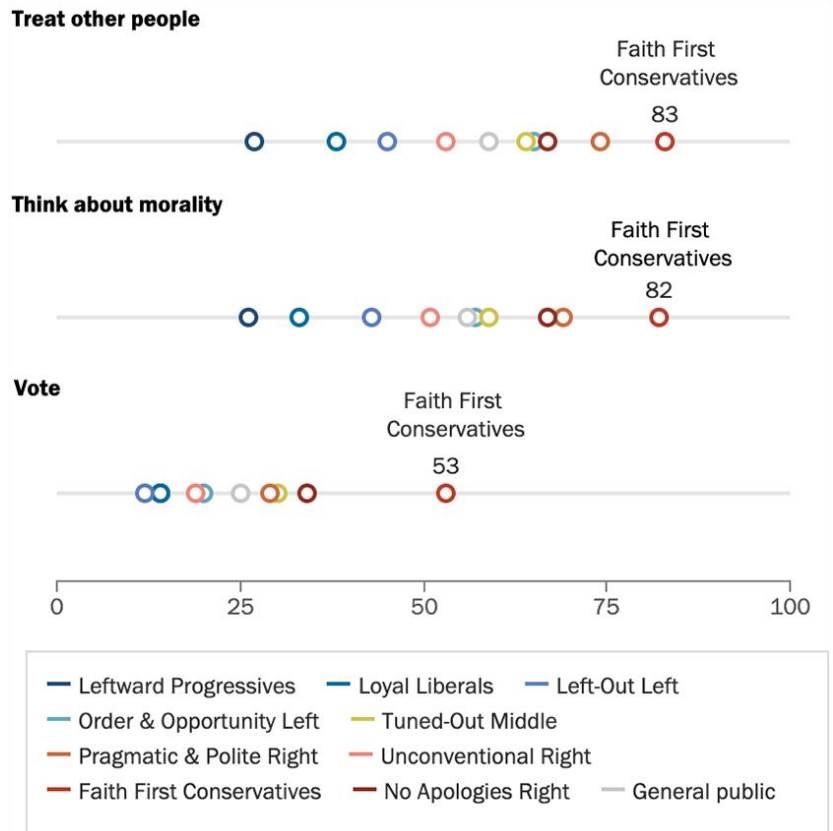 Treat other people
Faith First
Conservatives
83
Think about morality
Faith First
Conservatives
82
Vote
Faith First
Conservatives
53
0 25 50 75 100
Leftward Progressives Loyal Liberals Left-Out Left
Order & Opportunity Left Tuned-Out Middle
Pragmatic & Polite Right Unconventional Right
Faith First Conservatives No Apologies Right General public